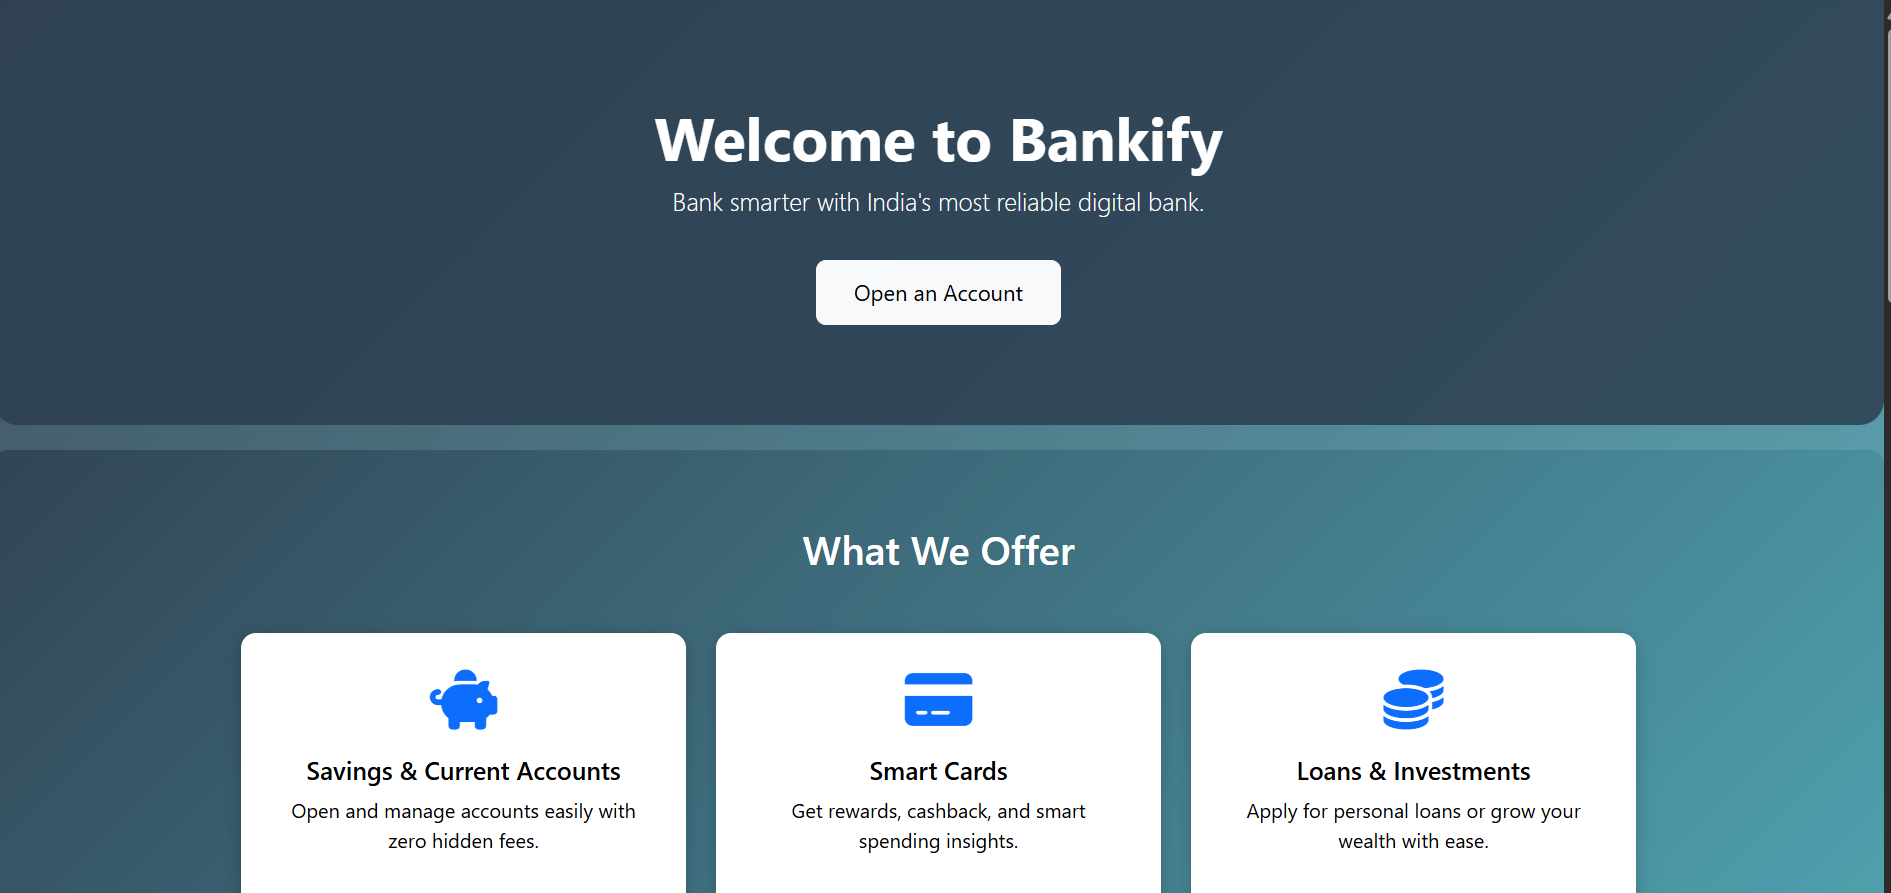 Welcome to Bankify
Bank smarter with India's most reliable digital bank.
Open an Account
What We Offer
Savings & Current Accounts
Open and manage accounts easily with
zero hidden fees.
Smart Cards
Get rewards, cashback, and smart
spending insights.
Loans & Investments
Apply for personal loans or grow your
wealth with ease.